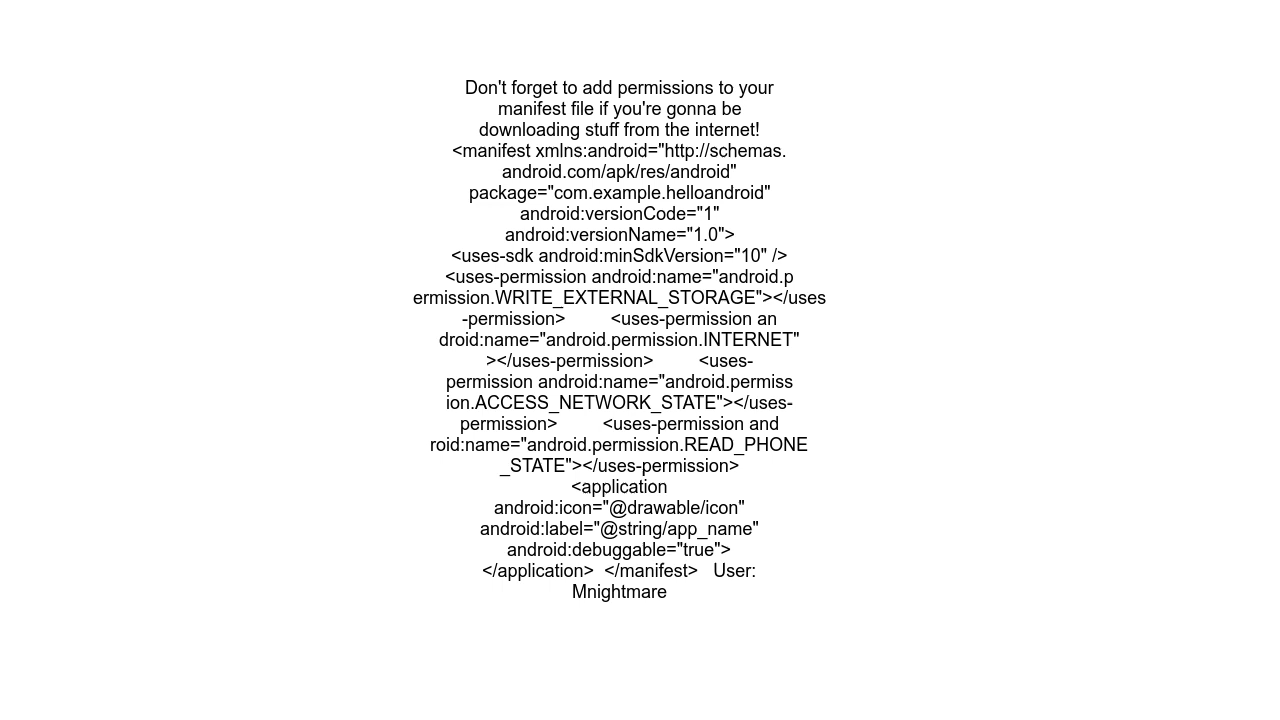 Don't forget to add permissions to your
manifest file if you're gonna be
downloading stuff from the internet!
<manifest xmlns:android="http://schemas.
android.com/apk/res/android"
package="com.example.helloandroid"
android:versionCode="1"
android:versionName="1.0">
<uses-sdk android:minSdkVersion="10" />
<uses-permission android:name="android.p
ermission.WRITE_EXTERNAL_STORAGE"></uses
-permission>         <uses-permission an
droid:name="android.permission.INTERNET"
></uses-permission>         <uses-
permission android:name="android.permiss
ion.ACCESS_NETWORK_STATE"></uses-
permission>         <uses-permission and
roid:name="android.permission.READ_PHONE
_STATE"></uses-permission>
<application
android:icon="@drawable/icon"
android:label="@string/app_name"
android:debuggable="true">
</application>  </manifest>   User:
Mnightmare